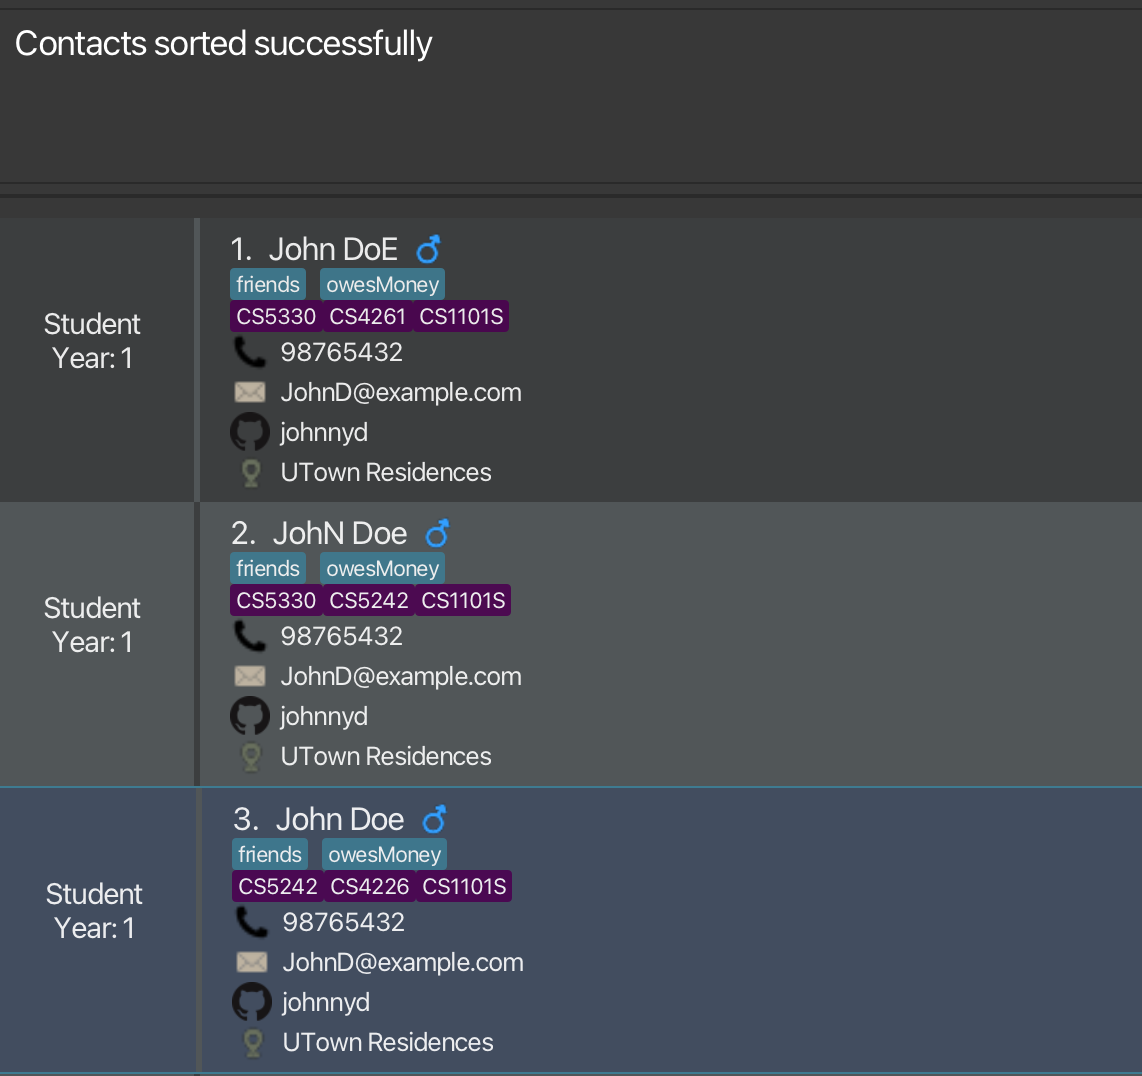 Contacts sorted successfully
Student
Year: 1
1. John DoE
friends owesMoney
CS5330 CS4261 CS1101S
98765432
JohnD@example.com
johnnyd
UTown Residences
Student
Year: 1
2. JohN Doe
friends owesMoney
CS5330 CS5242 CS1101S
98765432
JohnD@example.com
johnnyd
UTown Residences
Student
Year: 1
3. John Doe
friends owesMoney
CS5242 CS4226 CS1101S
98765432
JohnD@example.com
johnnyd
UTown Residences